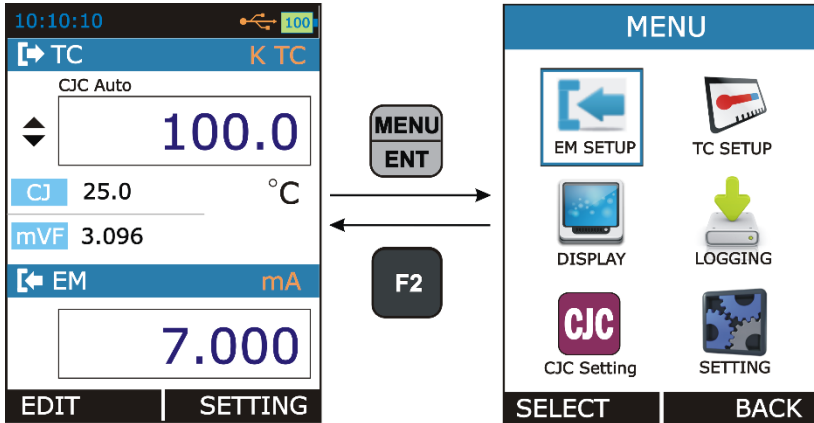 10:10:10 100
TC K TC
CJC Auto
100.0
CJ 25.0 °C
mVF 3.096
EM mA
7.000
EDIT SETTING
MENU
ENT
F2
MENU
EM SETUP TC SETUP
DISPLAY LOGGING
CJC
CJC Setting SETTING
SELECT BACK